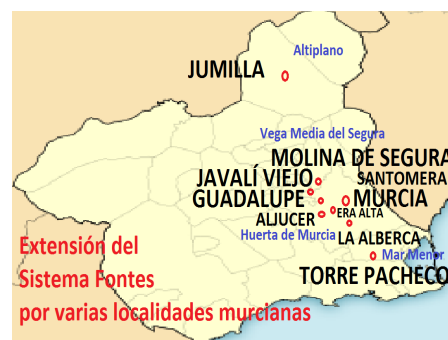 Altiplano
JUMILLA
Vega Media del Segura
MOLINA DE SEGURA
JAVALÍ VIEJO
SANTOMERA
GUADALUPE
MURCIA
ALJUCER
ERA ALTA
Huerta de Murcia
LA ALBERCA
Mar Menor
TORRE PACHECO
Extensión del
Sistema Fontes
por varias localidades murcianas